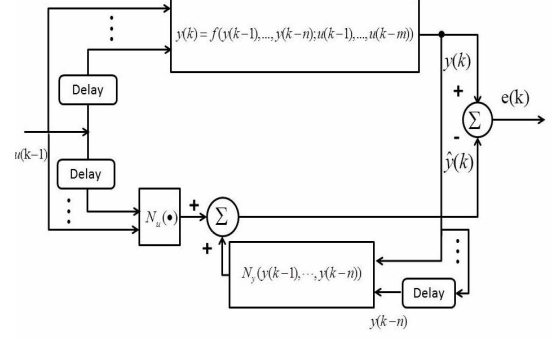 y(k) = f(y(k−1),...,y(k−n);u(k−1),...,u(k−m))
y(k)
Delay
+
e(k)
Σ
-
u(k−1)
ŷ(k)
Delay
N_u(•)
+
Σ
+
N_y(y(k−1),⋯,y(k−n))
Delay
y(k−n)